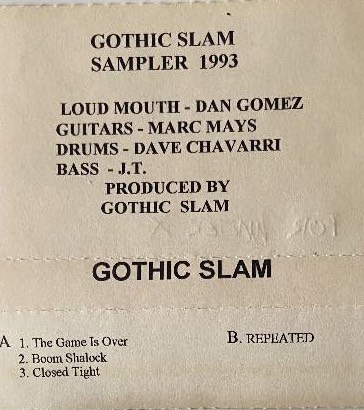 GOTHIC SLAM
SAMPLER 1993
LOUD MOUTH - DAN GOMEZ
GUITARS - MARC MAYS
DRUMS - DAVE CHAVARRI
BASS - J.T.
PRODUCED BY
GOTHIC SLAM
GOTHIC SLAM
A 1. The Game Is Over
2. Boom Shalock
3. Closed Tight
B. REPEATED